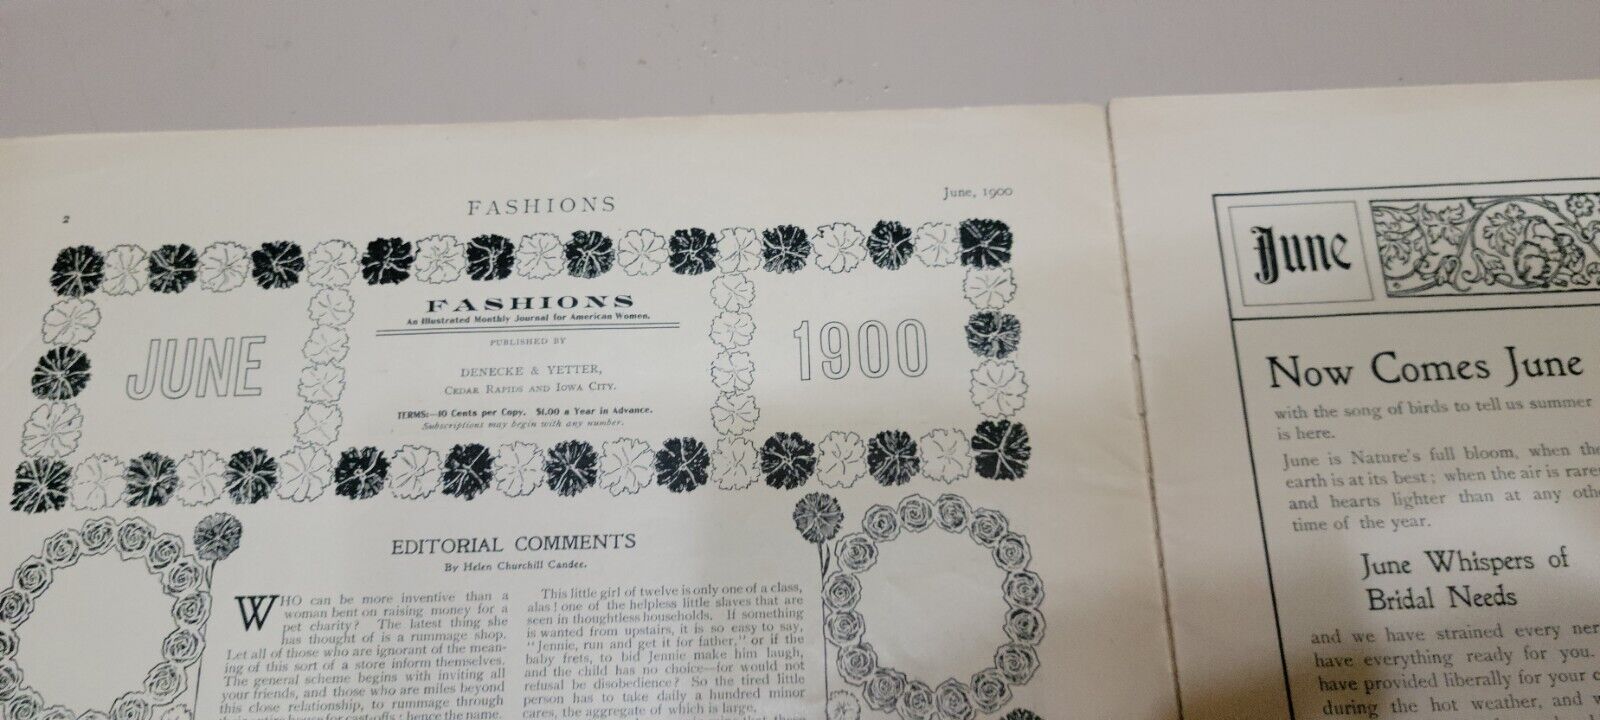 2
FASHIONS
June, 1900
JUNE
FASHIONS
An Illustrated Monthly Journal for American Women.
PUBLISHED BY
DENECKE & YETTER,
CEDAR RAPIDS AND IOWA CITY.
TERMS:—10 Cents per Copy. $1.00 a Year in Advance.
Subscriptions may begin with any number.
1900
EDITORIAL COMMENTS
By Helen Churchill Candee.
WHO can be more inventive than a
woman bent on raising money for a
pet charity? The latest thing she
has thought of is a rummage shop.
Let all of those who are ignorant of the mean-
ing of this sort of a store inform themselves.
The general scheme begins with inviting all
your friends, and those who are miles beyond
this close relationship, to rummage through
their entire house for cast-offs; hence the name.
This little girl of twelve is only one of a class,
alas! one of the helpless little slaves that are
seen in thoughtless households. If something
is wanted from upstairs, it is so easy to say,
"Jennie, run and get it for father," or if the
baby frets, to bid Jennie make him laugh,
and the child has no choice—for would not
refusal be disobedience? So the tired little
person has to take daily a hundred minor
cares, the aggregate of which is large.
June
Now Comes June
with the song of birds to tell us summer
is here.
June is Nature's full bloom, when the
earth is at its best; when the air is rare
and hearts lighter than at any oth
time of the year.
June Whispers of
Bridal Needs
and we have strained every ner
have everything ready for you.
have provided liberally for your c
during the hot weather, and w